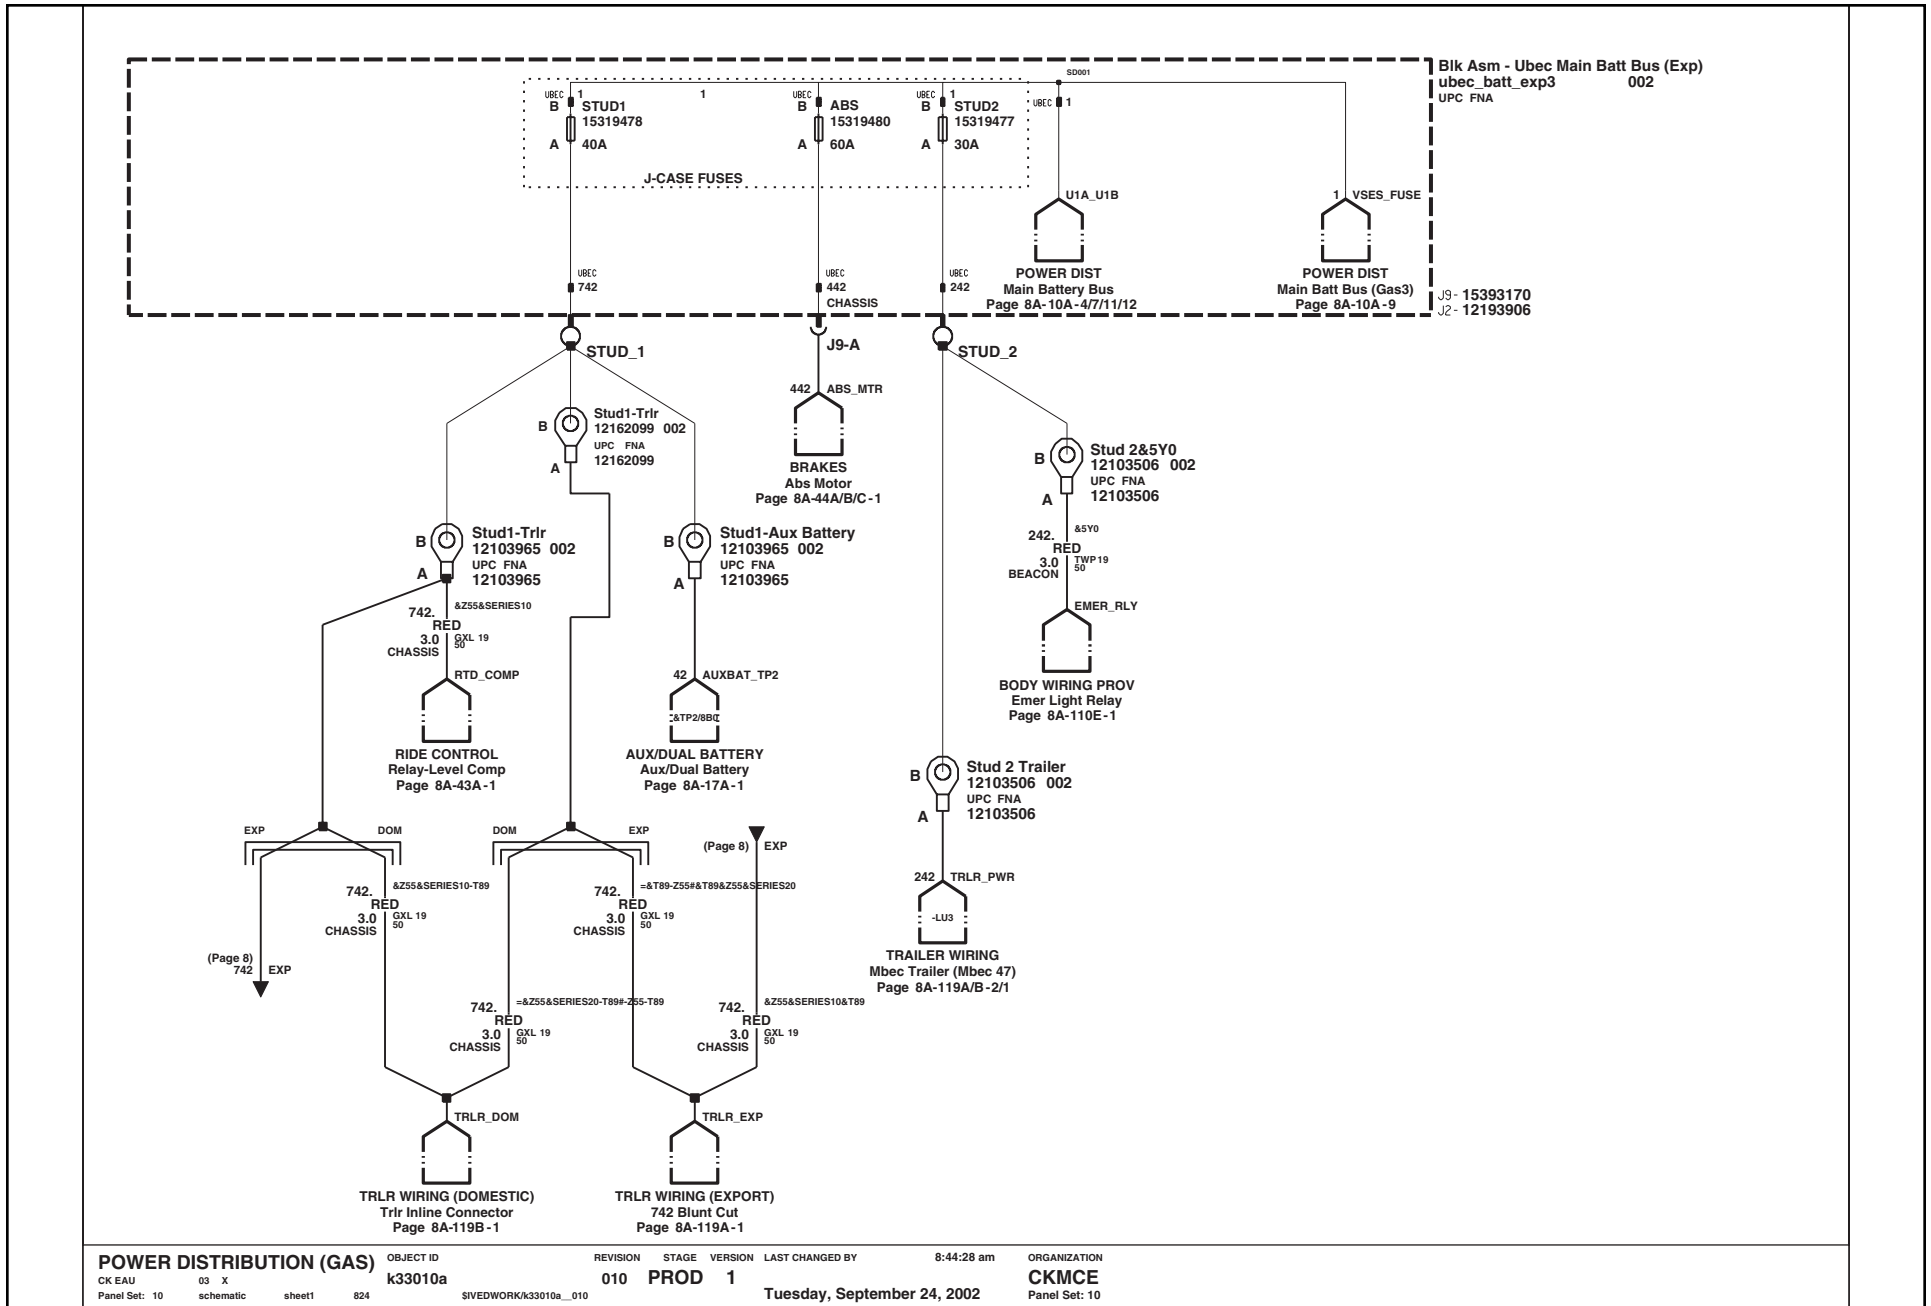 Blk Asm - Ubec Main Batt Bus (Exp)
ubec_batt_exp3 002
UPC FNA
SD001
UBEC 1
B STUD1
15319478
A 40A
1
UBEC
B ABS
15319480
A 60A
UBEC 1
B STUD2
15319477
A 30A
UBEC 1
J-CASE FUSES
U1A_U1B
POWER DIST
Main Battery Bus
Page 8A-10A-4/7/11/12
1 VSES_FUSE
POWER DIST
Main Batt Bus (Gas3)
Page 8A-10A-9
UBEC
742
UBEC
442
CHASSIS
UBEC
242
J9- 15393170
J2- 12193906
STUD_1
J9-A
STUD_2
442 ABS_MTR
BRAKES
Abs Motor
Page 8A-44A/B/C-1
Stud1-Trlr
B 12162099 002
UPC FNA
A 12162099
Stud 2&5Y0
B 12103506 002
UPC FNA
A 12103506
242. &5Y0
RED
3.0 TWP19
BEACON 50
EMER_RLY
BODY WIRING PROV
Emer Light Relay
Page 8A-110E-1
Stud1-Trlr
B 12103965 002
UPC FNA
A 12103965
742. &Z55&SERIES10
RED
3.0 GXL 19
CHASSIS 50
RTD_COMP
RIDE CONTROL
Relay-Level Comp
Page 8A-43A-1
Stud1-Aux Battery
B 12103965 002
UPC FNA
A 12103965
42 AUXBAT_TP2
&TP2/8BC
AUX/DUAL BATTERY
Aux/Dual Battery
Page 8A-17A-1
Stud 2 Trailer
B 12103506 002
UPC FNA
A 12103506
242 TRLR_PWR
-LU3
TRAILER WIRING
Mbec Trailer (Mbec 47)
Page 8A-119A/B-2/1
EXP DOM
DOM EXP
(Page 8) EXP
742. &Z55&SERIES10-T89
RED
3.0 GXL 19
CHASSIS 50
742. =&T89-Z55#&T89&Z55&SERIES20
RED
3.0 GXL 19
CHASSIS 50
(Page 8)
742 EXP
742. =&Z55&SERIES20-T89#-Z55-T89
RED
3.0 GXL 19
CHASSIS 50
742. &Z55&SERIES10&T89
RED
3.0 GXL 19
CHASSIS 50
TRLR_DOM
TRLR WIRING (DOMESTIC)
Trlr Inline Connector
Page 8A-119B-1
TRLR_EXP
TRLR WIRING (EXPORT)
742 Blunt Cut
Page 8A-119A-1
POWER DISTRIBUTION (GAS) OBJECT ID REVISION STAGE VERSION LAST CHANGED BY 8:44:28 am ORGANIZATION
CK EAU 03 X k33010a 010 PROD 1 CKMCE
Panel Set: 10 schematic sheet1 824 $IVEDWORK/k33010a__010 Tuesday, September 24, 2002 Panel Set: 10